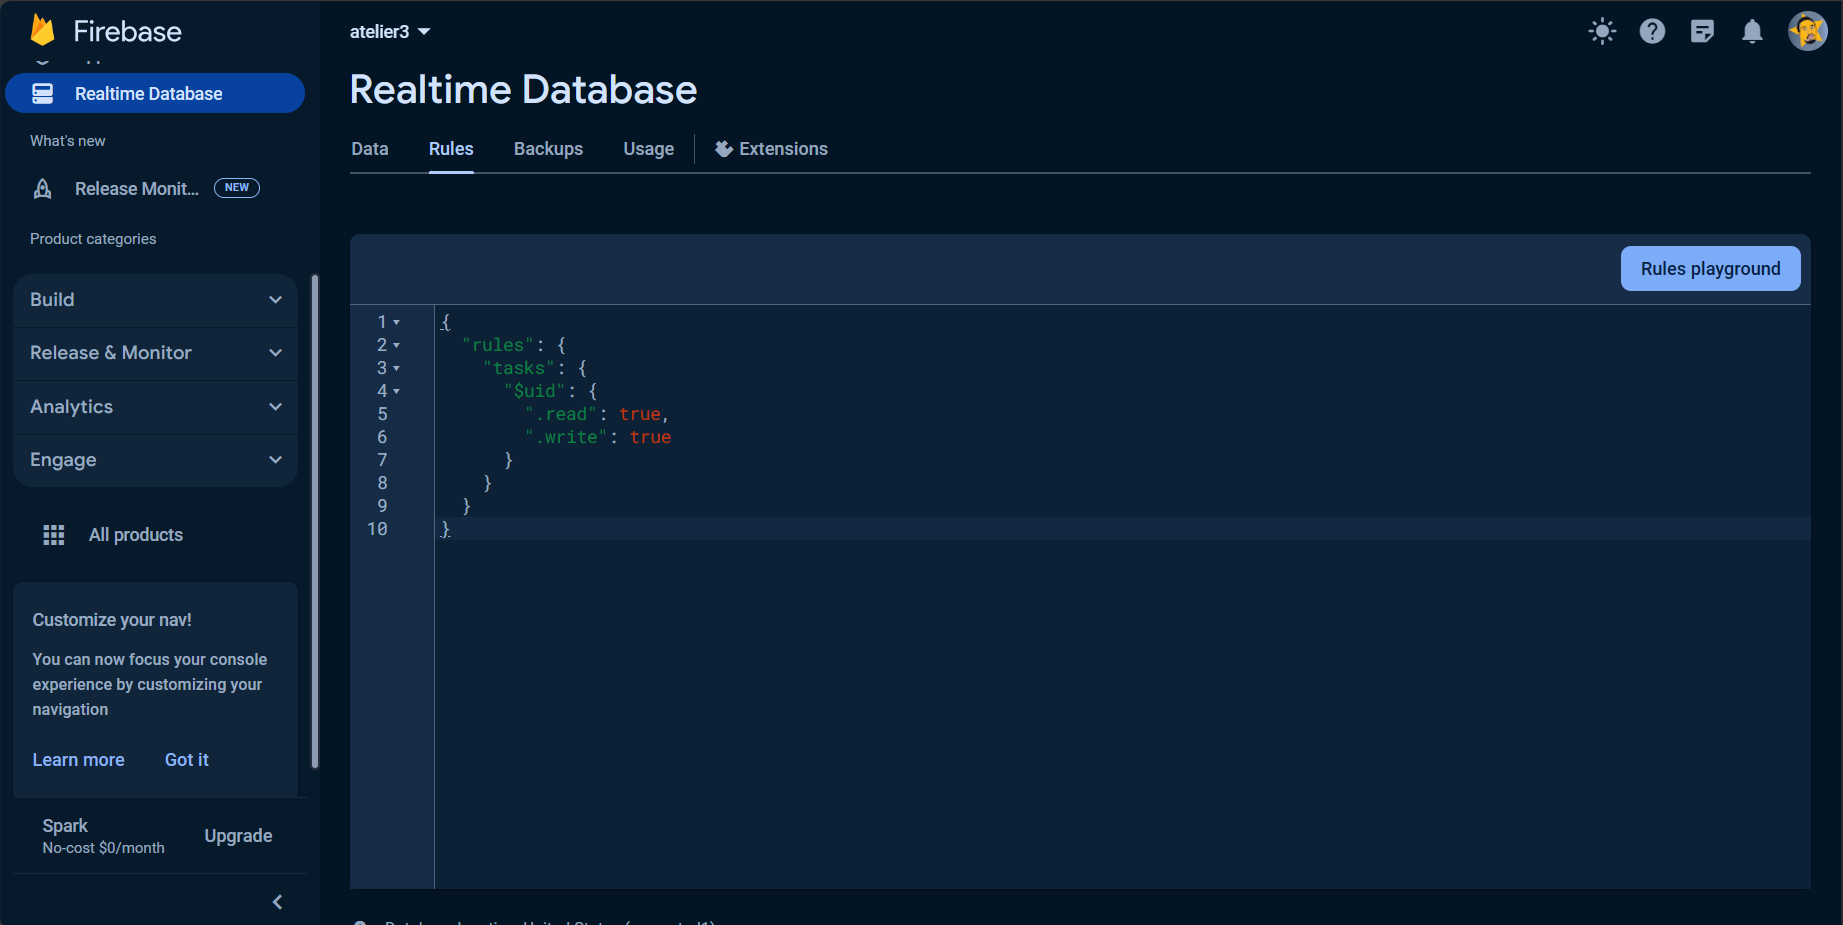 Firebase
atelier3
Realtime Database
What's new
Release Monit... NEW
Product categories
Build
Release & Monitor
Analytics
Engage
All products
Customize your nav!
You can now focus your console
experience by customizing your
navigation
Learn more Got it
Spark
No-cost $0/month
Upgrade
Realtime Database
Data Rules Backups Usage Extensions
Rules playground
1 {
2 "rules": {
3 "tasks": {
4 "$uid": {
5 ".read": true,
6 ".write": true
7 }
8 }
9 }
10 }